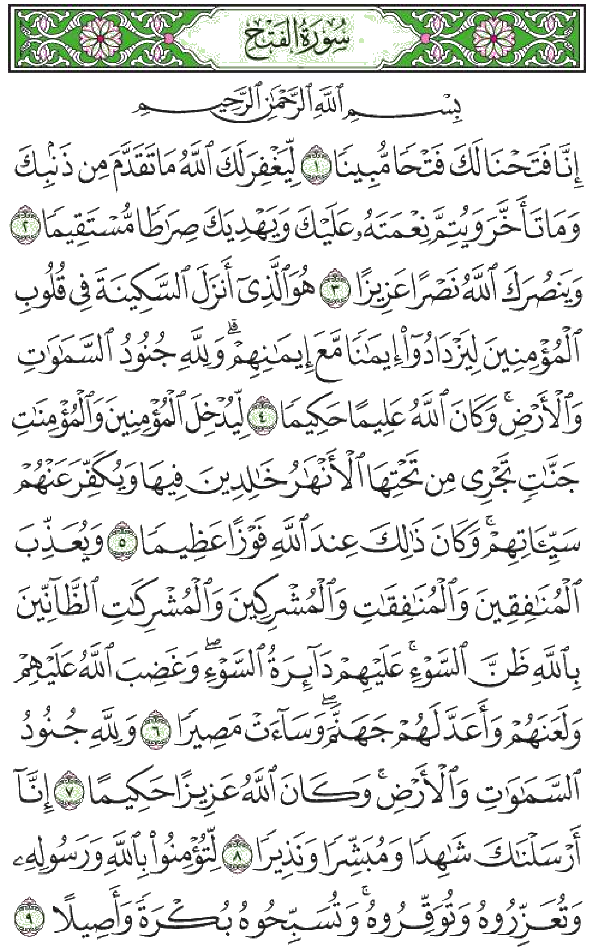 سُورَةُ الفَتْحِ
بِسْمِ ٱللَّهِ ٱلرَّحْمَٰنِ ٱلرَّحِيمِ
إِنَّا فَتَحْنَا لَكَ فَتْحًا مُّبِينًا ١ لِّيَغْفِرَ لَكَ ٱللَّهُ مَا تَقَدَّمَ مِن ذَنۢبِكَ
وَمَا تَأَخَّرَ وَيُتِمَّ نِعْمَتَهُۥ عَلَيْكَ وَيَهْدِيَكَ صِرَٰطًا مُّسْتَقِيمًا ٢
وَيَنصُرَكَ ٱللَّهُ نَصْرًا عَزِيزًا ٣ هُوَ ٱلَّذِىٓ أَنزَلَ ٱلسَّكِينَةَ فِى قُلُوبِ
ٱلْمُؤْمِنِينَ لِيَزْدَادُوٓا۟ إِيمَٰنًا مَّعَ إِيمَٰنِهِمْ ۗ وَلِلَّهِ جُنُودُ ٱلسَّمَٰوَٰتِ
وَٱلْأَرْضِ ۚ وَكَانَ ٱللَّهُ عَلِيمًا حَكِيمًا ٤ لِّيُدْخِلَ ٱلْمُؤْمِنِينَ وَٱلْمُؤْمِنَٰتِ
جَنَّٰتٍ تَجْرِى مِن تَحْتِهَا ٱلْأَنْهَٰرُ خَٰلِدِينَ فِيهَا وَيُكَفِّرَ عَنْهُمْ
سَيِّـَٔاتِهِمْ ۚ وَكَانَ ذَٰلِكَ عِندَ ٱللَّهِ فَوْزًا عَظِيمًا ٥ وَيُعَذِّبَ
ٱلْمُنَٰفِقِينَ وَٱلْمُنَٰفِقَٰتِ وَٱلْمُشْرِكِينَ وَٱلْمُشْرِكَٰتِ ٱلظَّآنِّينَ
بِٱللَّهِ ظَنَّ ٱلسَّوْءِ ۚ عَلَيْهِمْ دَآئِرَةُ ٱلسَّوْءِ ۖ وَغَضِبَ ٱللَّهُ عَلَيْهِمْ
وَلَعَنَهُمْ وَأَعَدَّ لَهُمْ جَهَنَّمَ ۖ وَسَآءَتْ مَصِيرًا ٦ وَلِلَّهِ جُنُودُ
ٱلسَّمَٰوَٰتِ وَٱلْأَرْضِ ۚ وَكَانَ ٱللَّهُ عَزِيزًا حَكِيمًا ٧ إِنَّآ
أَرْسَلْنَٰكَ شَٰهِدًا وَمُبَشِّرًا وَنَذِيرًا ٨ لِّتُؤْمِنُوا۟ بِٱللَّهِ وَرَسُولِهِۦ
وَتُعَزِّرُوهُ وَتُوَقِّرُوهُ ۚ وَتُسَبِّحُوهُ بُكْرَةً وَأَصِيلًا ٩